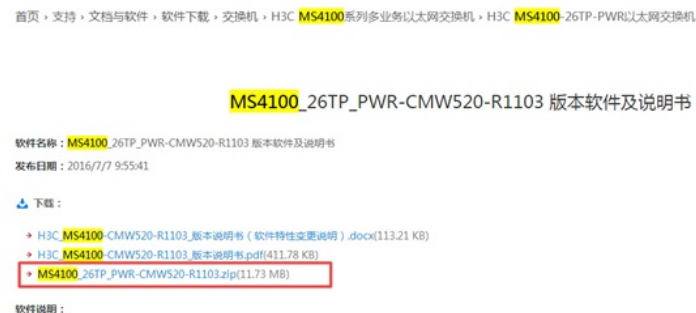 首页 › 支持 › 文档与软件 › 软件下载 › 交换机 › H3C MS4100系列多业务以太网交换机 › H3C MS4100-26TP-PWR以太网交换机
MS4100_26TP_PWR-CMW520-R1103 版本软件及说明书
软件名称：MS4100_26TP_PWR-CMW520-R1103 版本软件及说明书
发布日期：2016/7/7 9:55:41
下载：
H3C_MS4100-CMW520-R1103_版本说明书（软件特性变更说明）.docx(113.21 KB)
H3C_MS4100-CMW520-R1103_版本说明书.pdf(411.78 KB)
MS4100_26TP_PWR-CMW520-R1103.zip(11.73 MB)
软件说明：